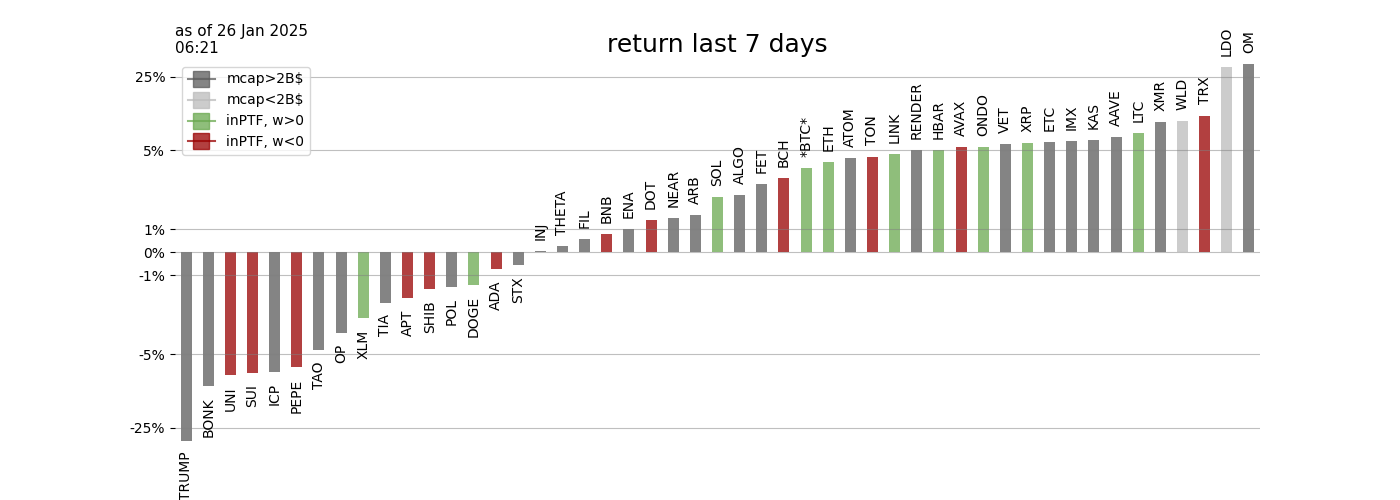 as of 26 Jan 2025
06:21
return last 7 days
mcap>2B$
mcap<2B$
inPTF, w>0
inPTF, w<0
25%
5%
1%
0%
-1%
-5%
-25%
TRUMP
BONK
UNI
SUI
ICP
PEPE
TAO
OP
XLM
TIA
APT
SHIB
POL
DOGE
ADA
STX
INJ
THETA
FIL
BNB
ENA
DOT
NEAR
ARB
SOL
ALGO
FET
BCH
*BTC*
ETH
ATOM
TON
LINK
RENDER
HBAR
AVAX
ONDO
VET
XRP
ETC
IMX
KAS
AAVE
LTC
XMR
WLD
TRX
LDO
OM